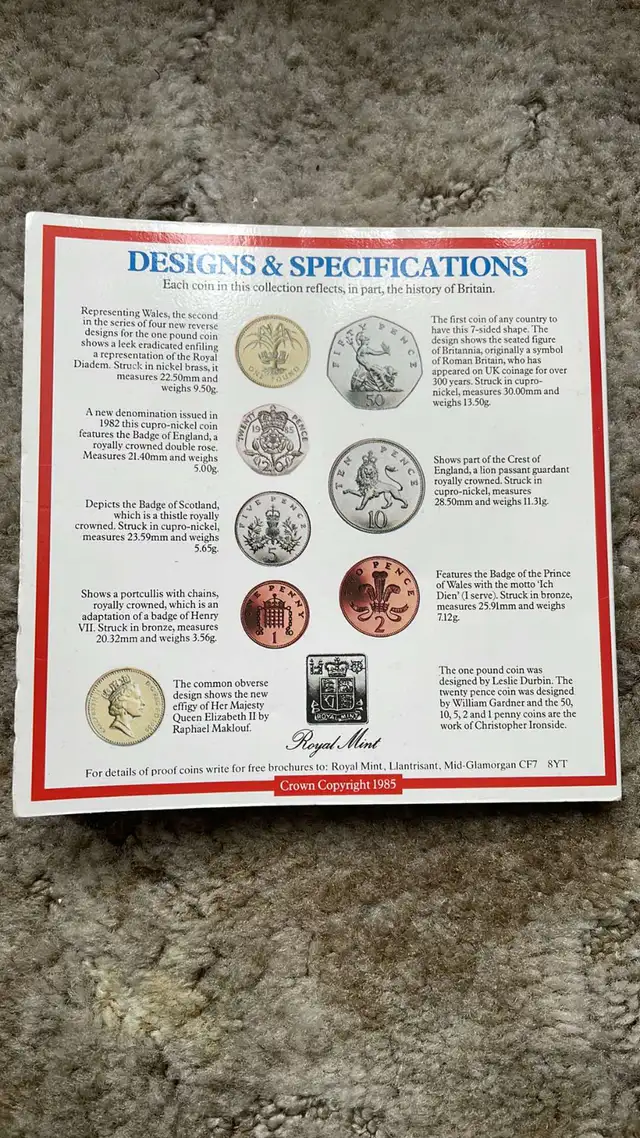 DESIGNS & SPECIFICATIONS
Each coin in this collection reflects, in part, the history of Britain.
Representing Wales, the second
in the series of four new reverse
designs for the one pound coin
shows a leek eradicated enfiling
a representation of the Royal
Diadem. Struck in nickel brass, it
measures 22.50mm and weighs
9.50g.
The first coin of any country to
have this 7-sided shape. The
design shows the seated figure
of Britannia, originally a symbol
of Roman Britain, who has
appeared on UK coinage for over
300 years. Struck in cupro-
nickel, measures 30.00mm and
weighs 13.50g.
FIFTY PENCE
50
A new denomination issued in
1982 this cupro-nickel coin
features the Badge of England, a
royally crowned double rose.
Measures 21.40mm and weighs
5.00g.
TWENTY PENCE
1985
20
Shows part of the Crest of
England, a lion passant guardant
royally crowned. Struck in
cupro-nickel, measures
28.50mm and weighs 11.31g.
TEN PENCE
10
Depicts the Badge of Scotland,
which is a thistle royally
crowned. Struck in cupro-nickel,
measures 23.59mm and weighs
5.65g.
FIVE PENCE
5
Features the Badge of the Prince
of Wales with the motto 'Ich
Dien' (I serve). Struck in bronze,
measures 25.91mm and weighs
7.12g.
TWO PENCE
2
Shows a portcullis with chains,
royally crowned, which is an
adaptation of a badge of Henry
VII. Struck in bronze, measures
20.32mm and weighs 3.56g.
ONE PENNY
1
The common obverse
design shows the new
effigy of Her Majesty
Queen Elizabeth II by
Raphael Maklouf.
ROYAL MINT
Royal Mint
The one pound coin was
designed by Leslie Durbin. The
twenty pence coin was designed
by William Gardner and the 50,
10, 5, 2 and 1 penny coins are the
work of Christopher Ironside.
For details of proof coins write for free brochures to: Royal Mint, Llantrisant, Mid-Glamorgan CF7 8YT
Crown Copyright 1985